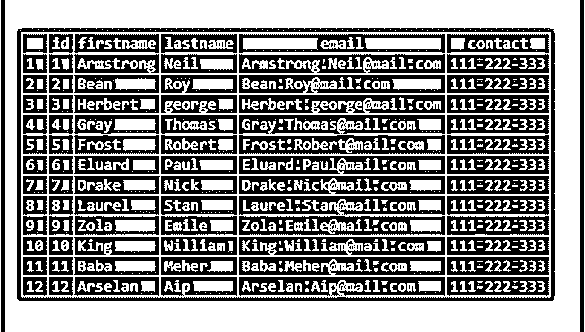 id firstname lastname email contact
1 1 Armstrong Neil Armstrong.Neil@mail.com 111-222-333
2 2 Bean Roy Bean.Roy@mail.com 111-222-333
3 3 Herbert george Herbert.george@mail.com 111-222-333
4 4 Gray Thomas Gray.Thomas@mail.com 111-222-333
5 5 Frost Robert Frost.Robert@mail.com 111-222-333
6 6 Eluard Paul Eluard.Paul@mail.com 111-222-333
7 7 Drake Nick Drake.Nick@mail.com 111-222-333
8 8 Laurel Stan Laurel.Stan@mail.com 111-222-333
9 9 Zola Emile Zola.Emile@mail.com 111-222-333
10 10 King William King.William@mail.com 111-222-333
11 11 Baba Meher Baba.Meher@mail.com 111-222-333
12 12 Arselan Aip Arselan.Aip@mail.com 111-222-333